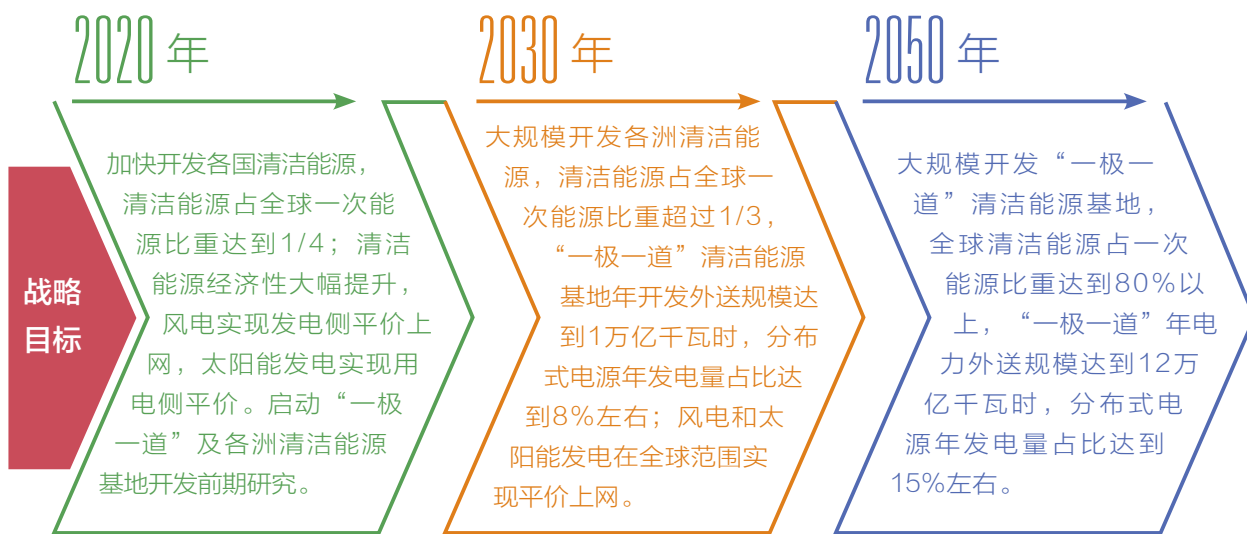 战略
目标
2020 年
加快开发各国清洁能源，
清洁能源占全球一次能
源比重达到1/4；清洁
能源经济性大幅提升，
风电实现发电侧平价上
网，太阳能发电实现用
电侧平价。启动“一极
一道”及各洲清洁能源
基地开发前期研究。
2030 年
大规模开发各洲清洁能
源，清洁能源占全球一
次能源比重超过1/3，
“一极一道”清洁能源
基地年开发外送规模达
到1万亿千瓦时，分布
式电源年发电量占比达
到8%左右；风电和太
阳能发电在全球范围实
现平价上网。
2050 年
大规模开发“一极一
道”清洁能源基地，
全球清洁能源占一次
能源比重达到80%以
上，“一极一道”年电
力外送规模达到12万
亿千瓦时，分布式电
源年发电量占比达到
15%左右。